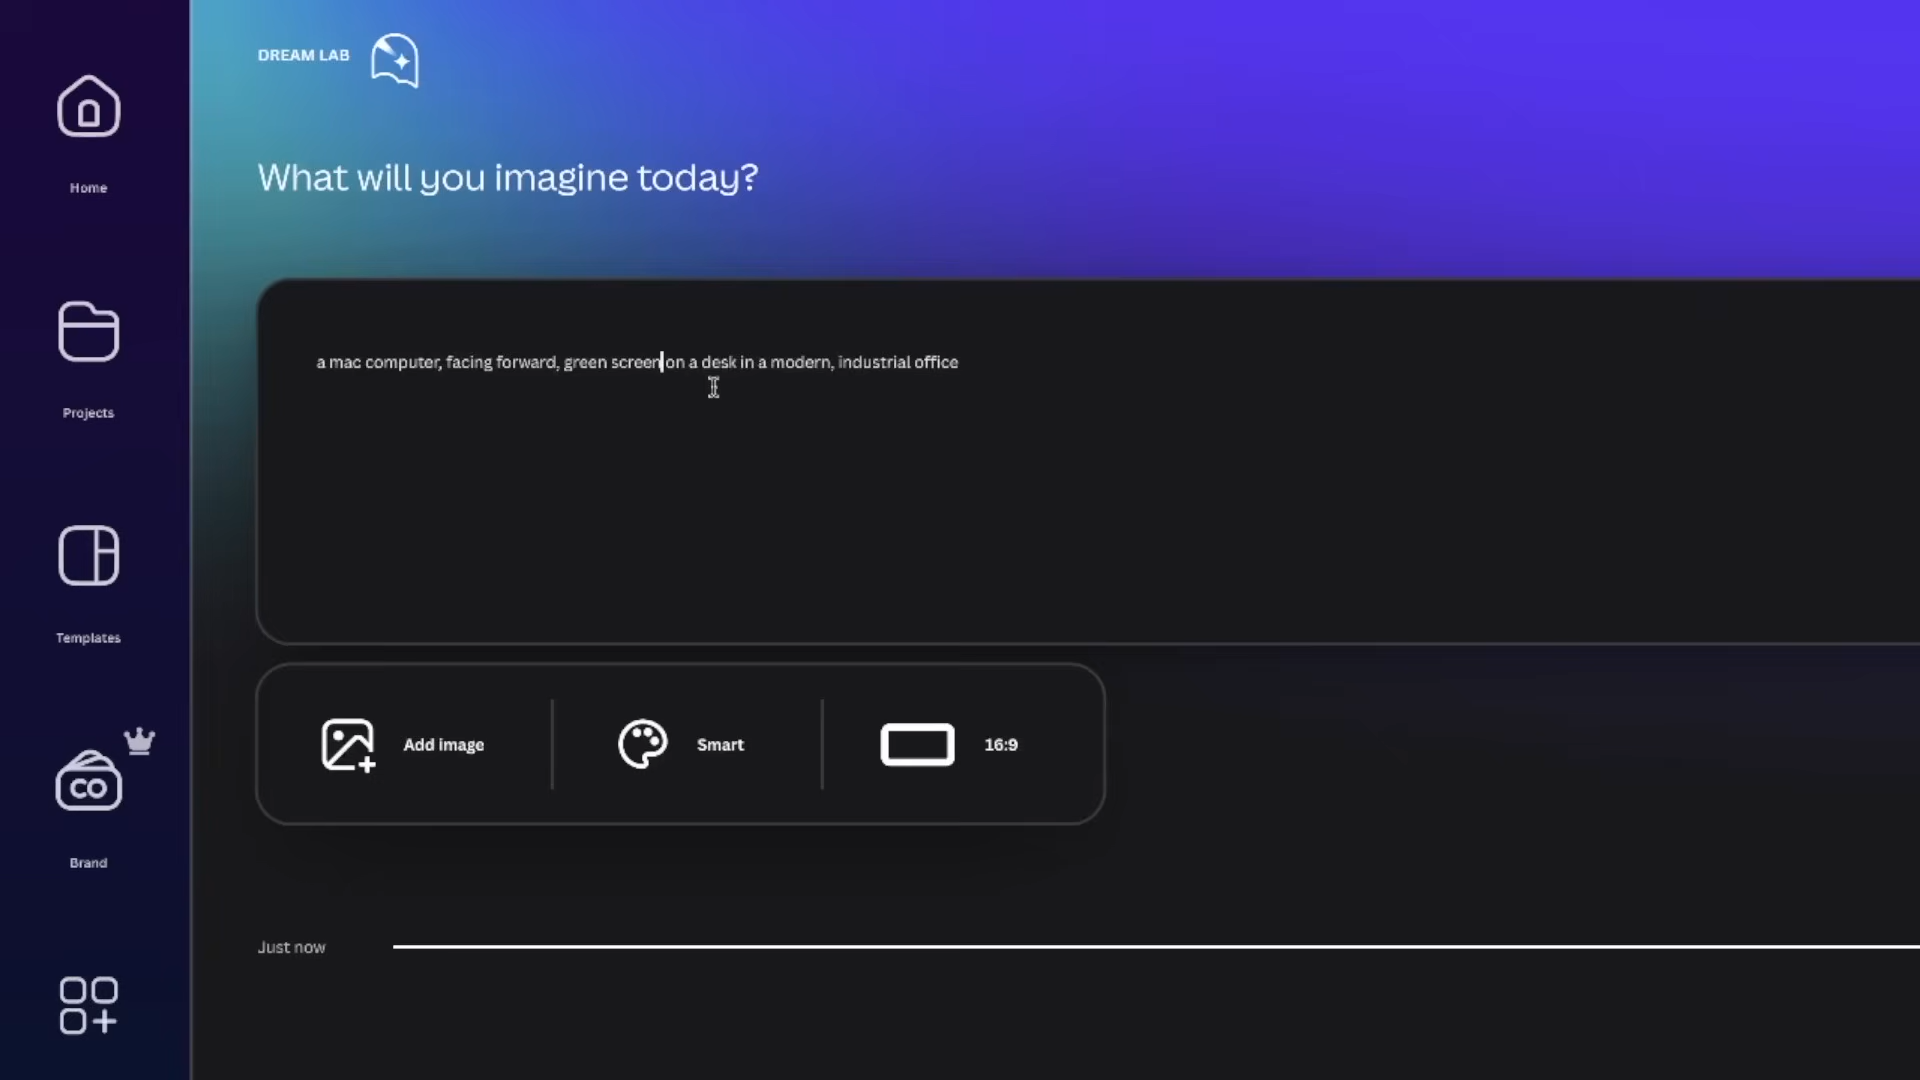 DREAM LAB
What will you imagine today?
a mac computer, facing forward, green screen on a desk in a modern, industrial office
Add image
Smart
16:9
Just now
Home
Projects
Templates
CO
Brand